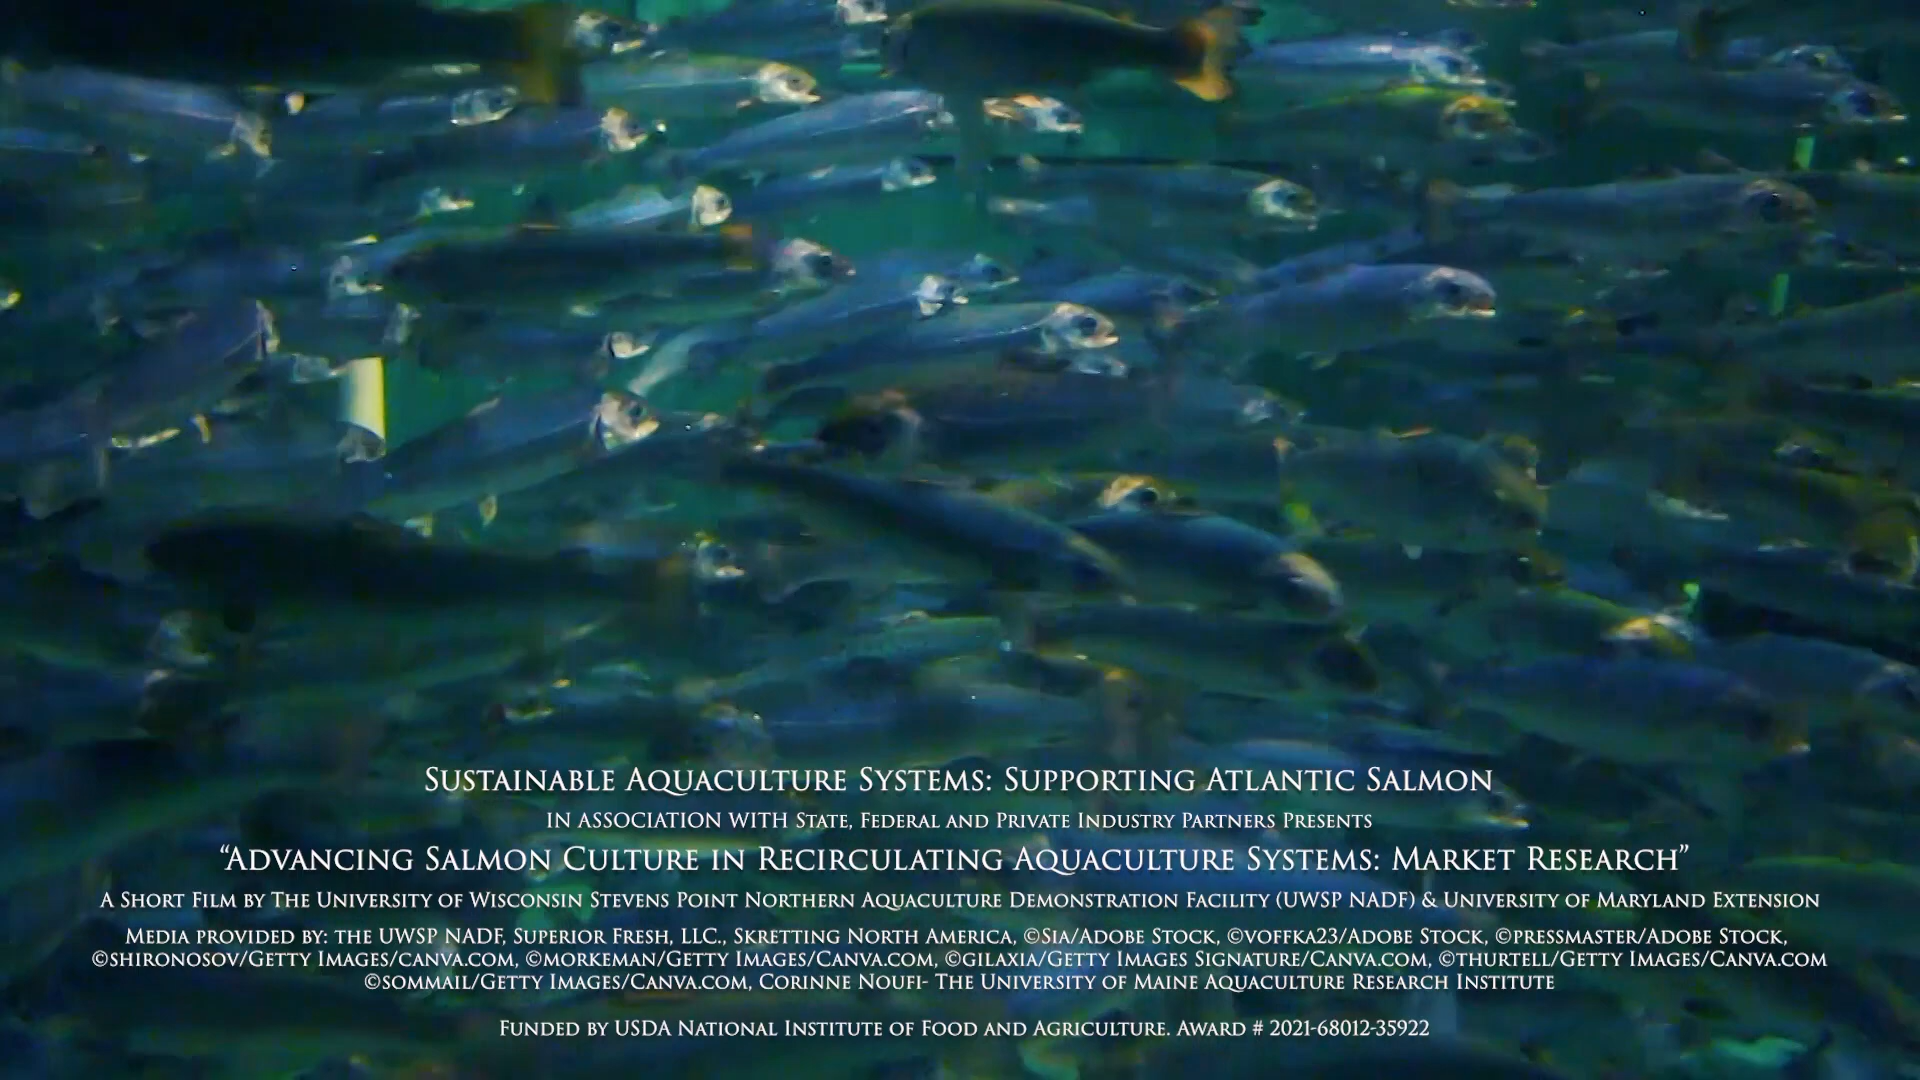 Sustainable Aquaculture Systems: Supporting Atlantic Salmon
in association with State, Federal and Private Industry Partners Presents
“Advancing Salmon Culture in Recirculating Aquaculture Systems: Market Research”
A Short Film by The University of Wisconsin Stevens Point Northern Aquaculture Demonstration Facility (UWSP NADF) & University of Maryland Extension
Media provided by: the UWSP NADF, Superior Fresh, LLC., Skretting North America, ©Sia/Adobe Stock, ©voffka23/Adobe Stock, ©pressmaster/Adobe Stock,
©shironosov/Getty Images/canva.com, ©morkeman/Getty Images/Canva.com, ©gilaxia/Getty Images Signature/Canva.com, ©thurtell/Getty Images/Canva.com
©sommail/Getty Images/Canva.com, Corinne Noufi- The University of Maine Aquaculture Research Institute
Funded by USDA National Institute of Food and Agriculture. Award # 2021-68012-35922